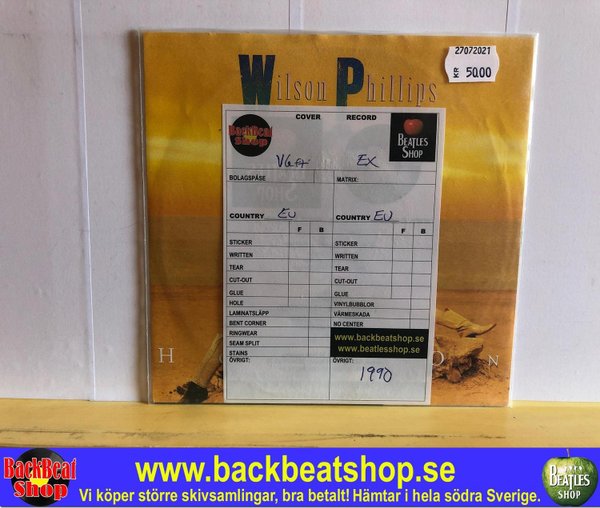 27072021
KR 50.00
Wilson Phillips
COVER RECORD
BackBeat Shop
BEATLES SHOP
VG+ EX
BOLAGSPÅSE MATRIX:
COUNTRY EU COUNTRY EU
F B F B
STICKER STICKER
WRITTEN WRITTEN
TEAR TEAR
CUT-OUT CUT-OUT
GLUE GLUE
HOLE VINYLBUBBLOR
LAMINATSLÄPP VÄRMESKADA
BENT CORNER NO CENTER
RINGWEAR
www.backbeatshop.se
SEAM SPLIT
www.beatlesshop.se
STAINS
ÖVRIGT: ÖVRIGT:
1990
H O N
BackBeat Shop
www.backbeatshop.se
Vi köper större skivsamlingar, bra betalt! Hämtar i hela södra Sverige.
BEATLES SHOP